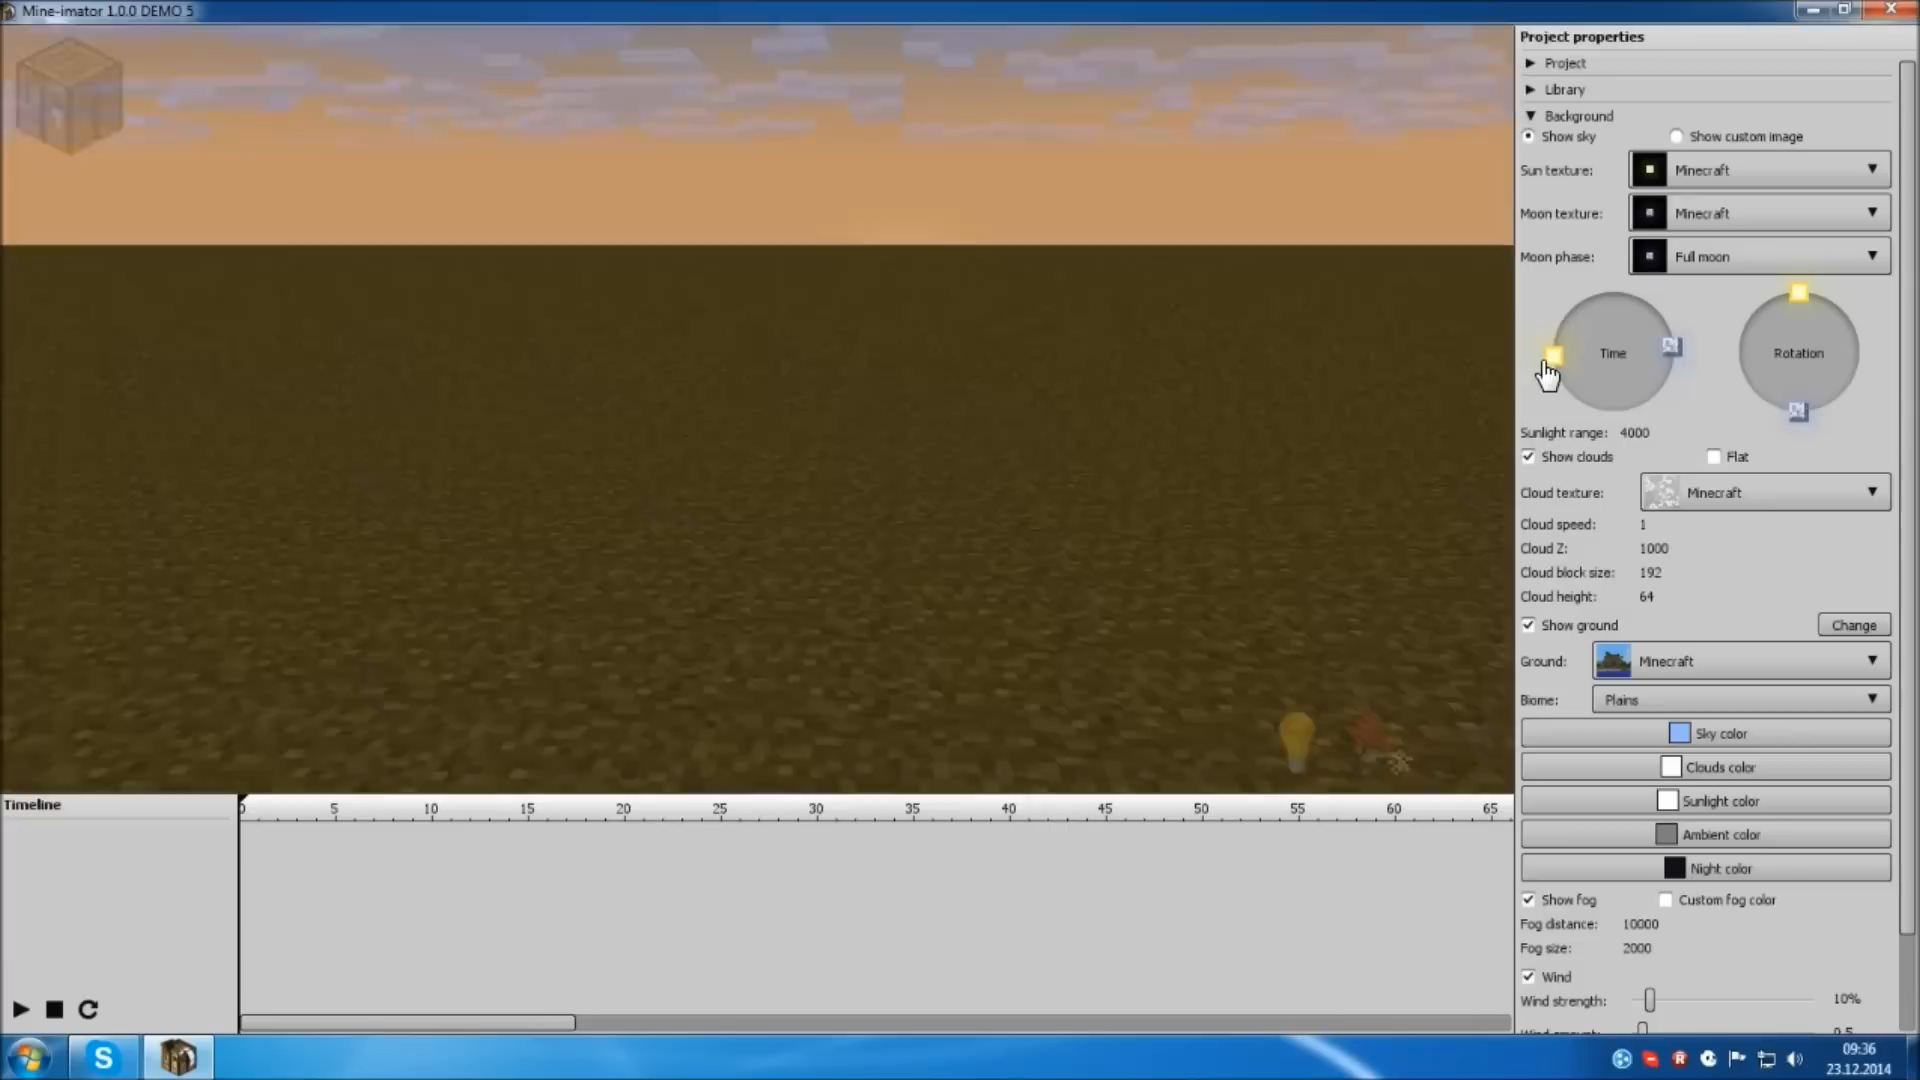 Mine-imator 1.0.0 DEMO 5
Project properties
Project
Library
Background
Show sky Show custom image
Sun texture: Minecraft
Moon texture: Minecraft
Moon phase: Full moon
Time Rotation
Sunlight range: 4000
Show clouds Flat
Cloud texture: Minecraft
Cloud speed: 1
Cloud Z: 1000
Cloud block size: 192
Cloud height: 64
Show ground Change
Ground: Minecraft
Biome: Plains
Sky color
Clouds color
Sunlight color
Ambient color
Night color
Show fog Custom fog color
Fog distance: 10000
Fog size: 2000
Wind
Wind strength: 10%
Wind amount: 0.5
Timeline
0 5 10 15 20 25 30 35 40 45 50 55 60 65
09:36
23.12.2014